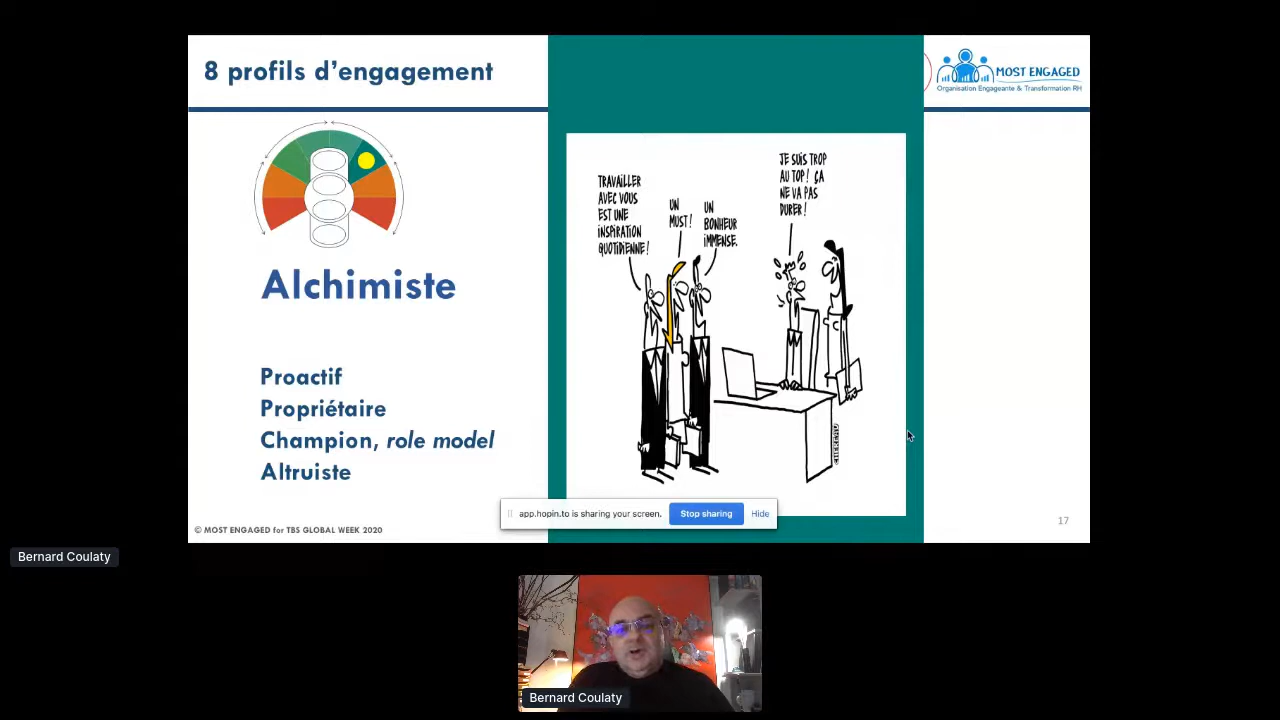 8 profils d'engagement
MOST ENGAGED
Organisation Engageante & Transformation RH
Alchimiste
Proactif
Propriétaire
Champion, role model
Altruiste
TRAVAILLER
AVEC VOUS
EST UNE
INSPIRATION
QUOTIDIENNE!
UN
MUST!
UN
BONHEUR
IMMENSE.
JE SUIS TROP
AU TOP! ÇA
NE VA PAS
DURER!
CHEREAU
app.hopin.to is sharing your screen.
Stop sharing
Hide
© MOST ENGAGED for TBS GLOBAL WEEK 2020
17
Bernard Coulaty
Bernard Coulaty